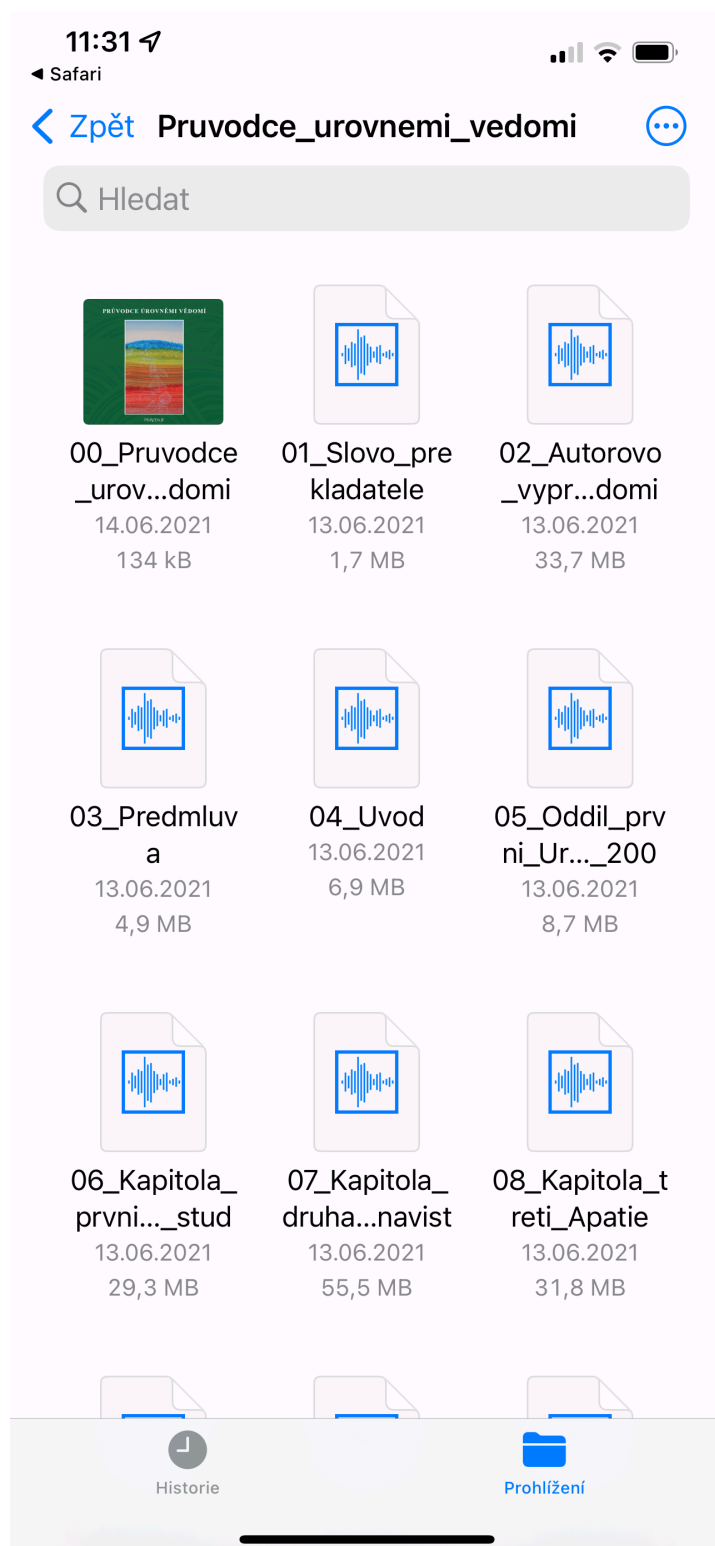 11:31
Safari
Zpět Pruvodce_urovnemi_vedomi
Hledat
PRŮVODCE ÚROVNĚMI VĚDOMÍ
00_Pruvodce
_urov...domi
14.06.2021
134 kB
01_Slovo_pre
kladatele
13.06.2021
1,7 MB
02_Autorovo
_vypr...domi
13.06.2021
33,7 MB
03_Predmluv
a
13.06.2021
4,9 MB
04_Uvod
13.06.2021
6,9 MB
05_Oddil_prv
ni_Ur..._200
13.06.2021
8,7 MB
06_Kapitola_
prvni..._stud
13.06.2021
29,3 MB
07_Kapitola_
druha...navist
13.06.2021
55,5 MB
08_Kapitola_t
reti_Apatie
13.06.2021
31,8 MB
Historie
Prohlížení